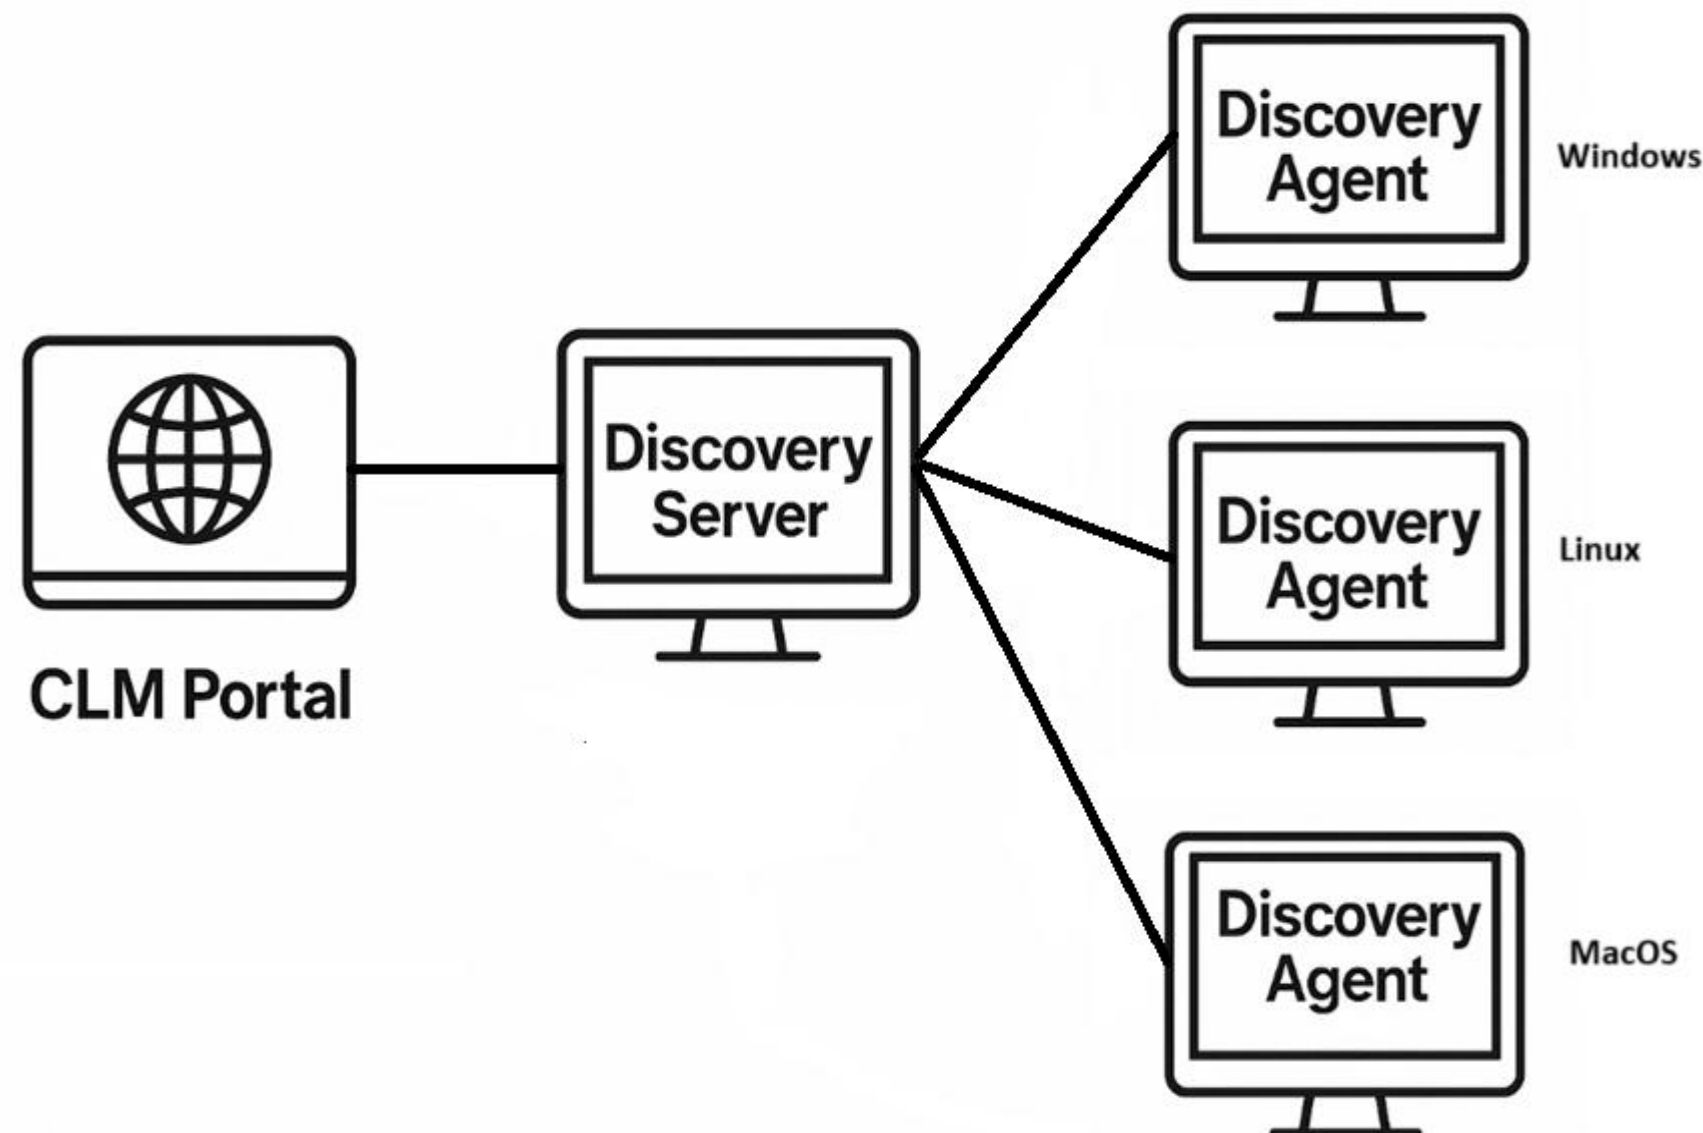 Discovery
Agent
Windows
Discovery
Server
CLM Portal
Discovery
Agent
Linux
Discovery
Agent
MacOS